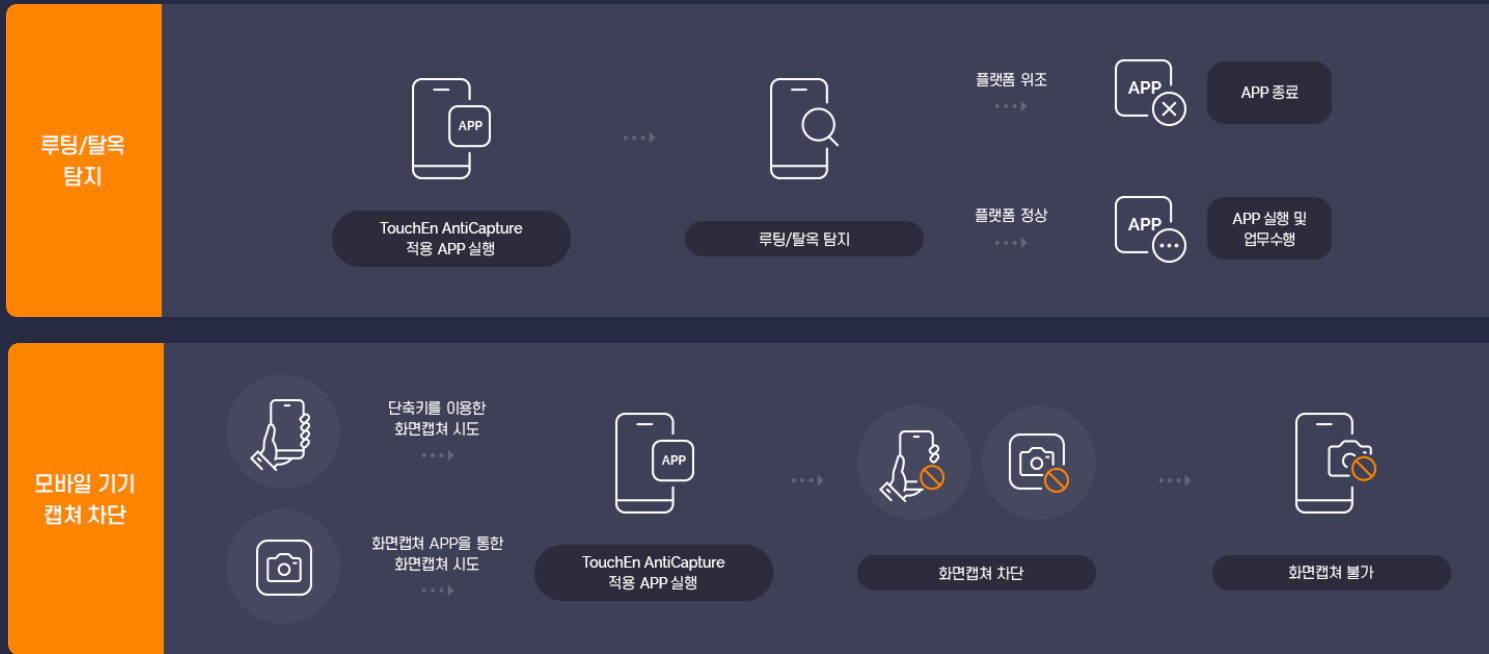 루팅/탈옥
탐지
APP
TouchEn AntiCapture
적용 APP 실행
루팅/탈옥 탐지
플랫폼 위조
APP
APP 종료
플랫폼 정상
APP
APP 실행 및
업무수행
모바일 기기
캡쳐 차단
단축키를 이용한
화면캡쳐 시도
화면캡쳐 APP을 통한
화면캡쳐 시도
APP
TouchEn AntiCapture
적용 APP 실행
화면캡쳐 차단
화면캡쳐 불가